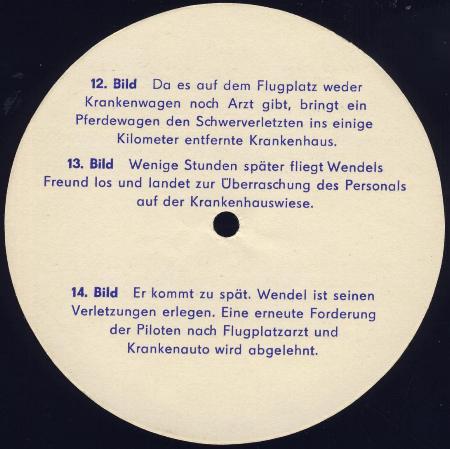 12. Bild Da es auf dem Flugplatz weder
Krankenwagen noch Arzt gibt, bringt ein
Pferdewagen den Schwerverletzten ins einige
Kilometer entfernte Krankenhaus.
13. Bild Wenige Stunden später fliegt Wendels
Freund los und landet zur Überraschung des Personals
auf der Krankenhauswiese.
14. Bild Er kommt zu spät. Wendel ist seinen
Verletzungen erlegen. Eine erneute Forderung
der Piloten nach Flugplatzarzt und
Krankenauto wird abgelehnt.